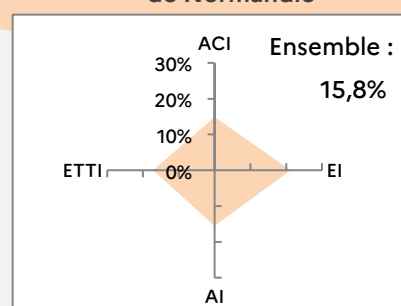 de Normandie
ACI
Ensemble :
15,8%
30%
20%
10%
0%
ETTI
EI
AI